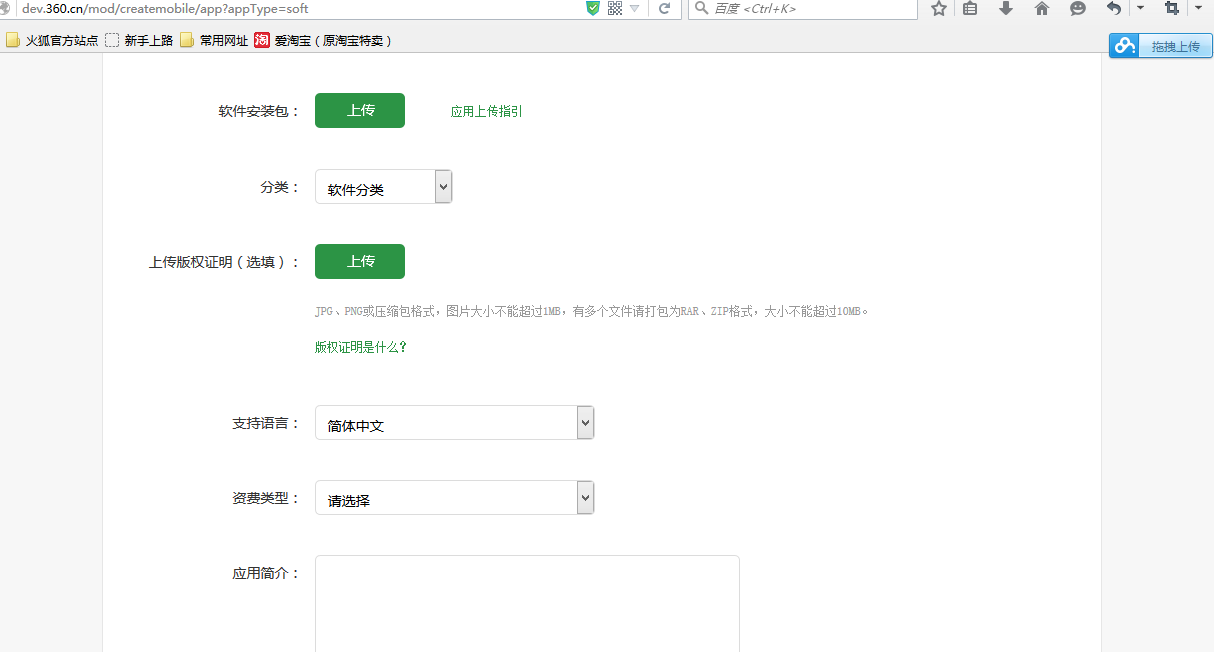 dev.360.cn/mod/createmobile/app?appType=soft
百度 <Ctrl+K>
火狐官方站点 新手上路 常用网址 淘 爱淘宝（原淘宝特卖）
拖拽上传
软件安装包： 上传 应用上传指引
分类： 软件分类
上传版权证明（选填）： 上传
JPG、PNG或压缩包格式，图片大小不能超过1MB，有多个文件请打包为RAR、ZIP格式，大小不能超过10MB。
版权证明是什么？
支持语言： 简体中文
资费类型： 请选择
应用简介：